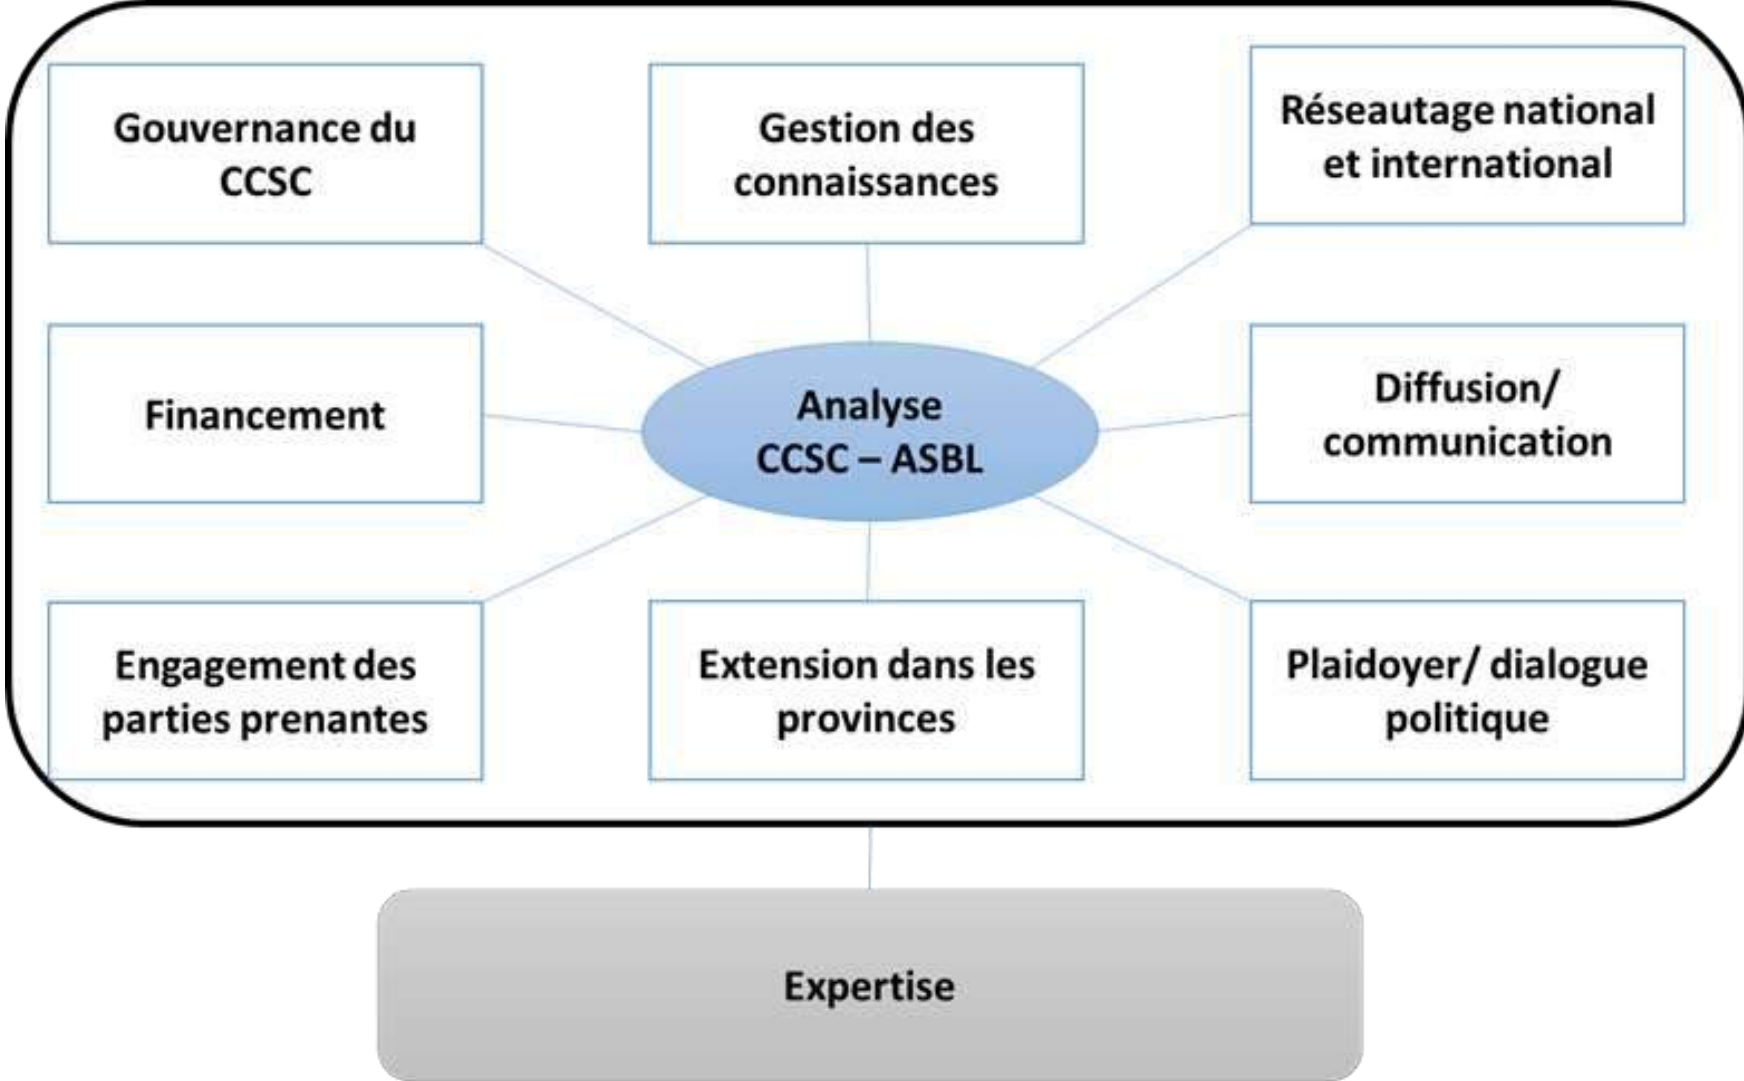 Gouvernance du
CCSC
Gestion des
connaissances
Réseautage national
et international
Financement
Analyse
CCSC – ASBL
Diffusion/
communication
Engagement des
parties prenantes
Extension dans les
provinces
Plaidoyer/ dialogue
politique
Expertise